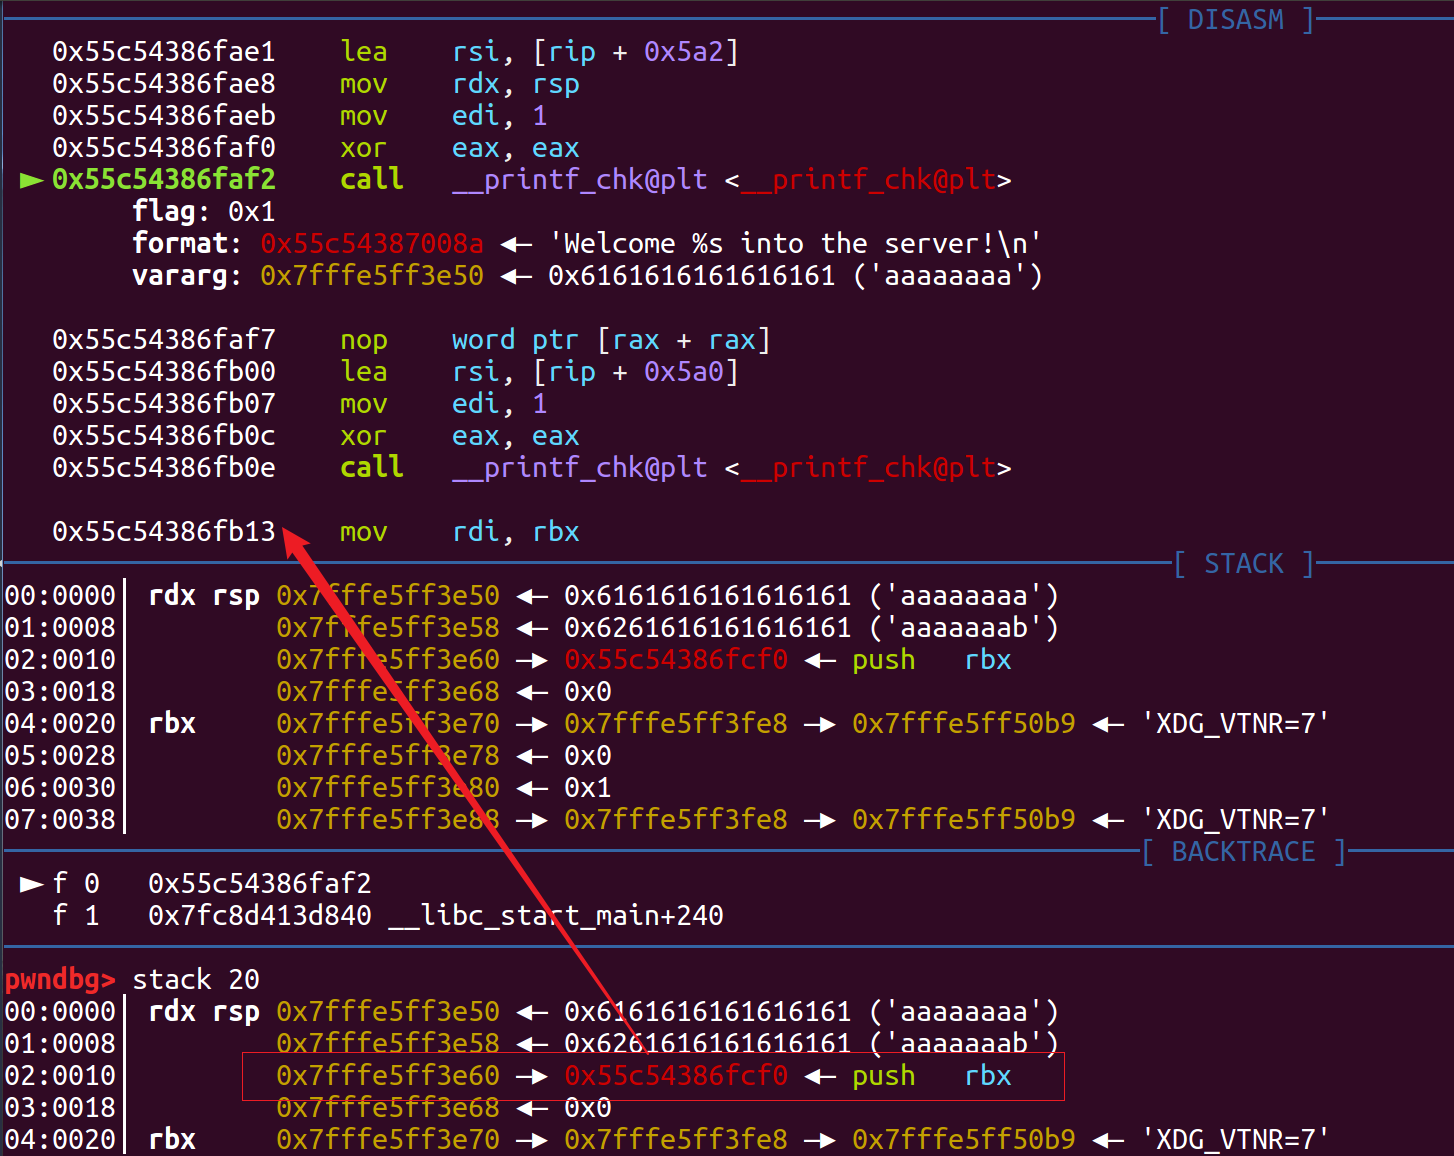 [ DISASM ]
0x55c54386fae1 lea rsi, [rip + 0x5a2]
0x55c54386fae8 mov rdx, rsp
0x55c54386faeb mov edi, 1
0x55c54386faf0 xor eax, eax
► 0x55c54386faf2 call __printf_chk@plt <__printf_chk@plt>
flag: 0x1
format: 0x55c54387008a ◂— 'Welcome %s into the server!\n'
vararg: 0x7fffe5ff3e50 ◂— 0x6161616161616161 ('aaaaaaaa')
0x55c54386faf7 nop word ptr [rax + rax]
0x55c54386fb00 lea rsi, [rip + 0x5a0]
0x55c54386fb07 mov edi, 1
0x55c54386fb0c xor eax, eax
0x55c54386fb0e call __printf_chk@plt <__printf_chk@plt>
0x55c54386fb13 mov rdi, rbx
[ STACK ]
00:0000│ rdx rsp 0x7fffe5ff3e50 ◂— 0x6161616161616161 ('aaaaaaaa')
01:0008│ 0x7fffe5ff3e58 ◂— 0x6261616161616161 ('aaaaaaab')
02:0010│ 0x7fffe5ff3e60 —▸ 0x55c54386fcf0 ◂— push rbx
03:0018│ 0x7fffe5ff3e68 ◂— 0x0
04:0020│ rbx 0x7fffe5ff3e70 —▸ 0x7fffe5ff3fe8 —▸ 0x7fffe5ff50b9 ◂— 'XDG_VTNR=7'
05:0028│ 0x7fffe5ff3e78 ◂— 0x0
06:0030│ 0x7fffe5ff3e80 ◂— 0x1
07:0038│ 0x7fffe5ff3e88 —▸ 0x7fffe5ff3fe8 —▸ 0x7fffe5ff50b9 ◂— 'XDG_VTNR=7'
[ BACKTRACE ]
► f 0 0x55c54386faf2
f 1 0x7fc8d413d840 __libc_start_main+240
pwndbg> stack 20
00:0000│ rdx rsp 0x7fffe5ff3e50 ◂— 0x6161616161616161 ('aaaaaaaa')
01:0008│ 0x7fffe5ff3e58 ◂— 0x6261616161616161 ('aaaaaaab')
02:0010│ 0x7fffe5ff3e60 —▸ 0x55c54386fcf0 ◂— push rbx
03:0018│ 0x7fffe5ff3e68 ◂— 0x0
04:0020│ rbx 0x7fffe5ff3e70 —▸ 0x7fffe5ff3fe8 —▸ 0x7fffe5ff50b9 ◂— 'XDG_VTNR=7'